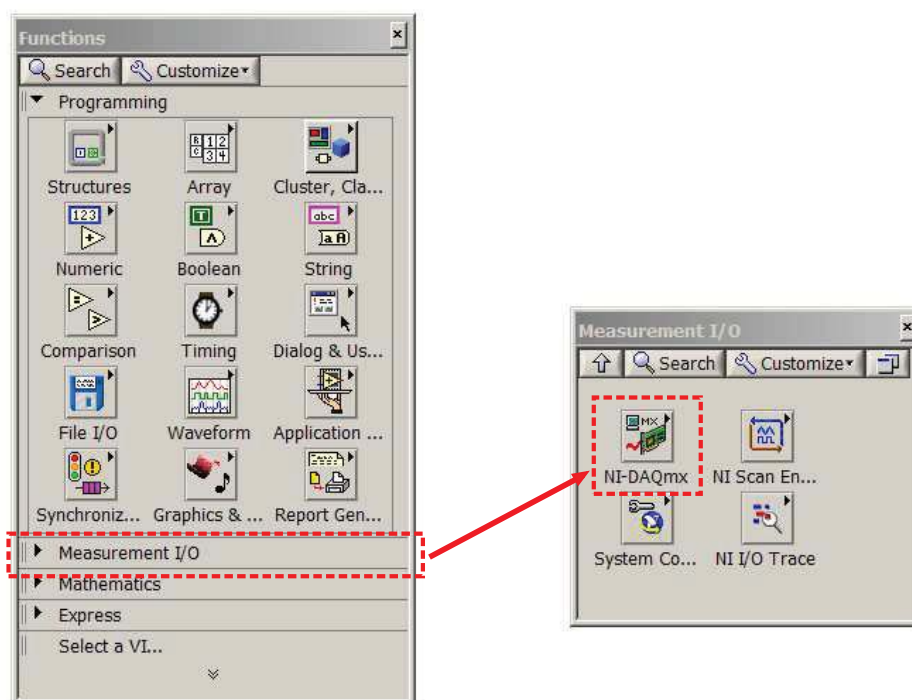 Functions
Search Customize
Programming
Structures Array Cluster, Cla...
Numeric Boolean String
Comparison Timing Dialog & Us...
File I/O Waveform Application ...
Synchroniz... Graphics & ... Report Gen...
Measurement I/O
Mathematics
Express
Select a VI...
Measurement I/O
Search Customize
NI-DAQmx NI Scan En...
System Co... NI I/O Trace